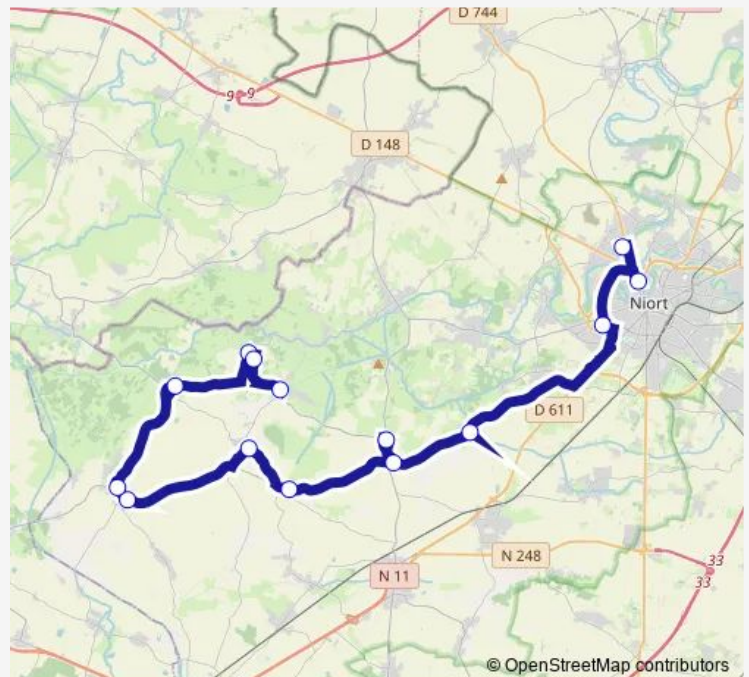 D 744
9
9
D 148
Niort
D 611
N 248
33
33
N 11
© OpenStreetMap contributors